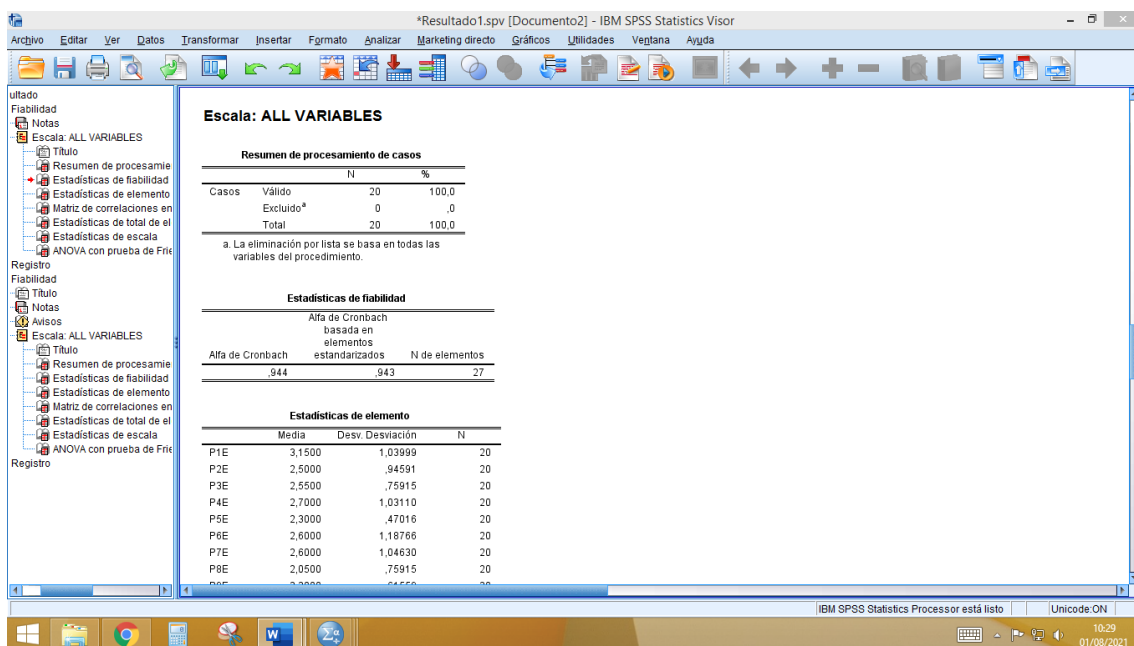 *Resultado1.spv [Documento2] - IBM SPSS Statistics Visor
Archivo Editar Ver Datos Transformar Insertar Formato Analizar Marketing directo Gráficos Utilidades Ventana Ayuda
ultado
Fiabilidad
Notas
Escala: ALL VARIABLES
Título
Resumen de procesamie
Estadísticas de fiabilidad
Estadísticas de elemento
Matriz de correlaciones en
Estadísticas de total de el
Estadísticas de escala
ANOVA con prueba de Frie
Registro
Fiabilidad
Título
Notas
Avisos
Escala: ALL VARIABLES
Título
Resumen de procesamie
Estadísticas de fiabilidad
Estadísticas de elemento
Matriz de correlaciones en
Estadísticas de total de el
Estadísticas de escala
ANOVA con prueba de Frie
Registro
Escala: ALL VARIABLES
Resumen de procesamiento de casos
N %
Casos Válido 20 100,0
Excluido a 0 ,0
Total 20 100,0
a. La eliminación por lista se basa en todas las
variables del procedimiento.
Estadísticas de fiabilidad
Alfa de Cronbach
basada en
elementos
Alfa de Cronbach estandarizados N de elementos
,944 ,943 27
Estadísticas de elemento
Media Desv. Desviación N
P1E 3,1500 1,03999 20
P2E 2,5000 ,94591 20
P3E 2,5500 ,75915 20
P4E 2,7000 1,03110 20
P5E 2,3000 ,47016 20
P6E 2,6000 1,18766 20
P7E 2,6000 1,04630 20
P8E 2,0500 ,75915 20
IBM SPSS Statistics Processor está listo Unicode:ON
10:29
01/08/2021